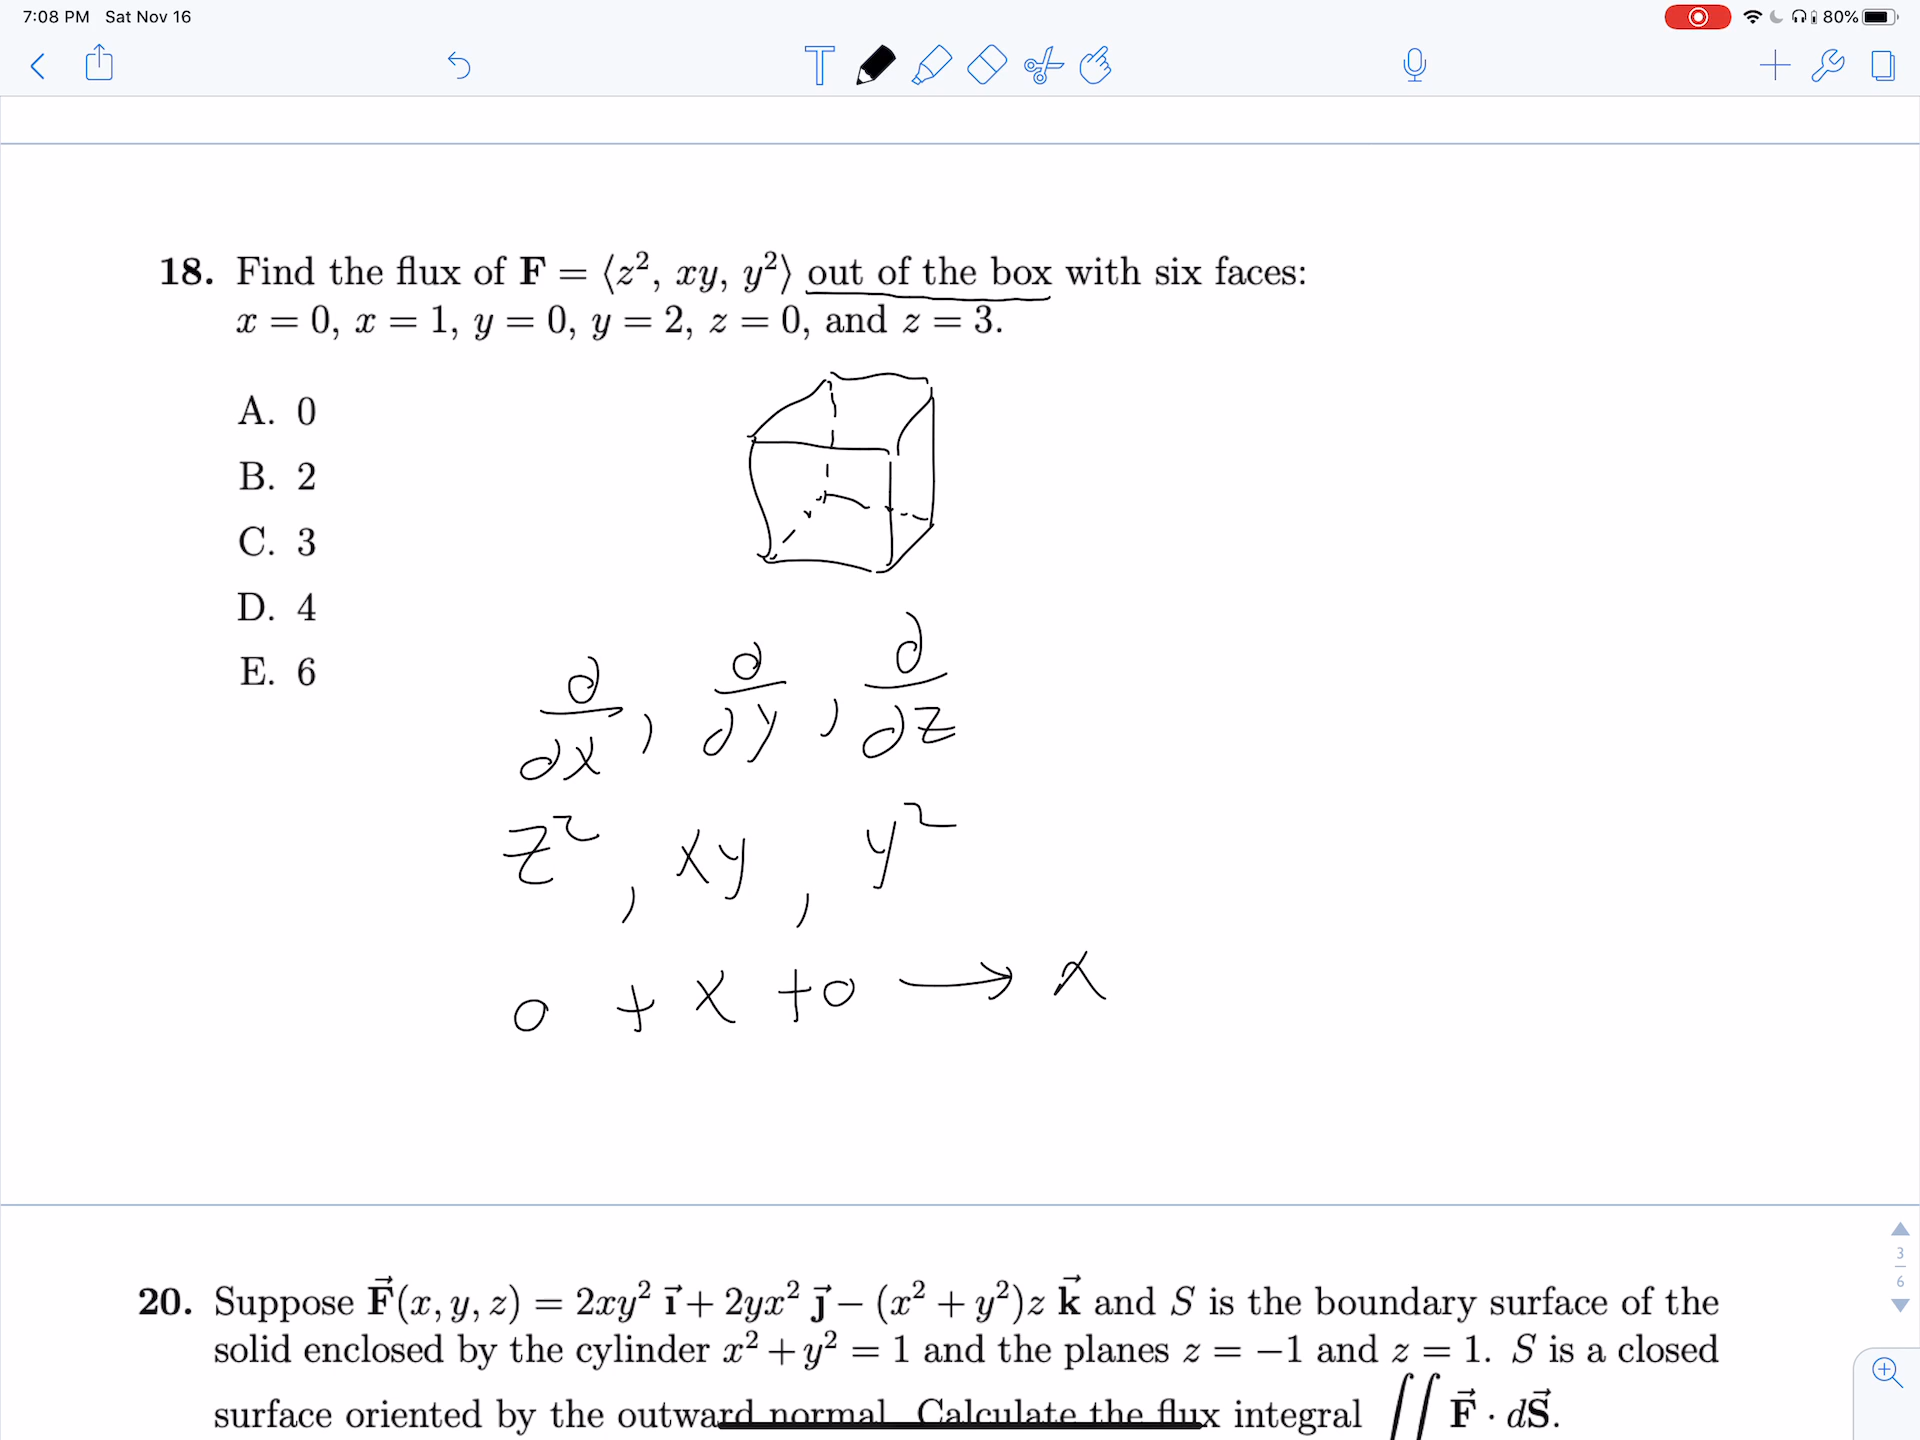 7:08 PM Sat Nov 16
80%
18. Find the flux of F = ⟨z², xy, y²⟩ out of the box with six faces:
x = 0, x = 1, y = 0, y = 2, z = 0, and z = 3.
A. 0
B. 2
C. 3
D. 4
E. 6
∂/∂x, ∂/∂y, ∂/∂z
z², xy, y²
0 + x + 0 → x
3
6
20. Suppose F⃗(x, y, z) = 2xy² i⃗ + 2yx² j⃗ − (x² + y²)z k⃗ and S is the boundary surface of the
solid enclosed by the cylinder x² + y² = 1 and the planes z = −1 and z = 1. S is a closed
surface oriented by the outward normal. Calculate the flux integral ∬ F⃗ · dS⃗.